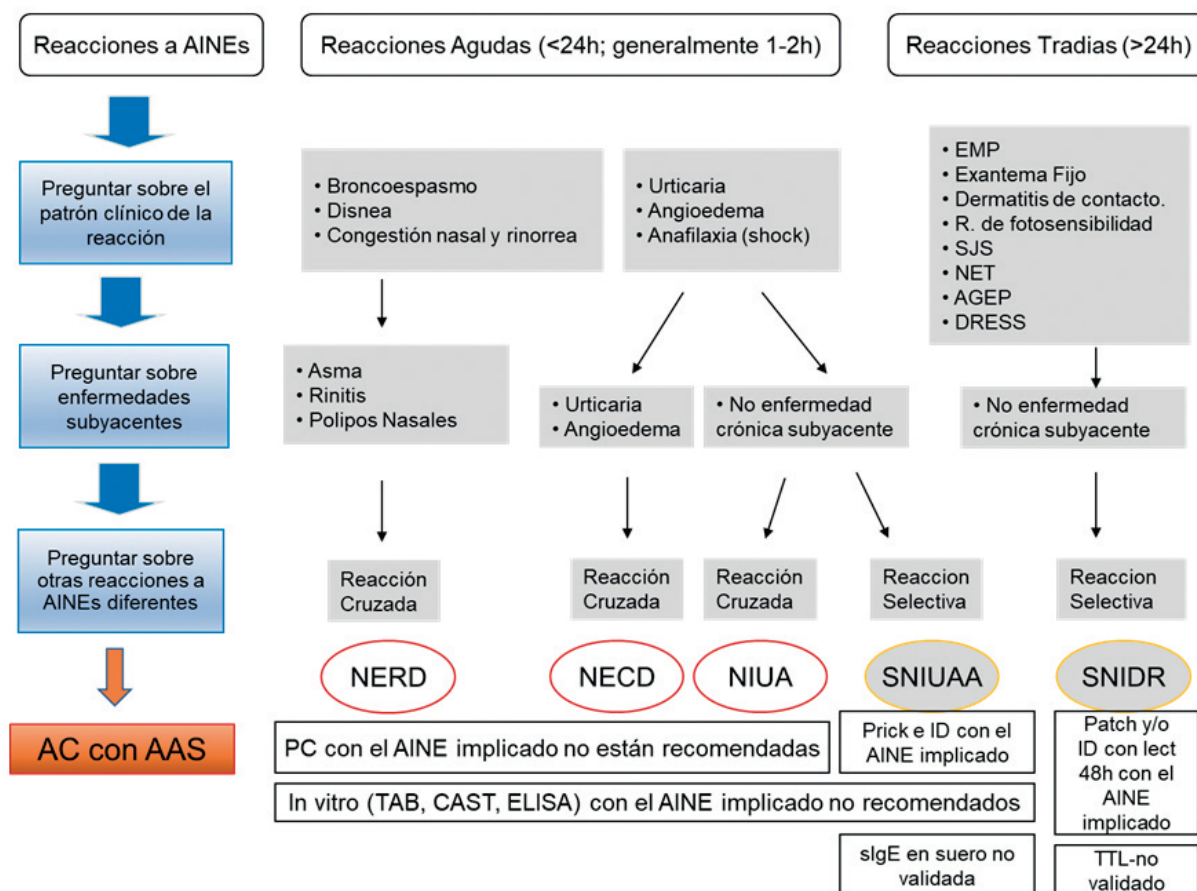 Reacciones a AINEs
Reacciones Agudas (<24h; generalmente 1-2h)
Reacciones Tradias (>24h)
Preguntar sobre el
patrón clínico de la
reacción
• Broncoespasmo
• Disnea
• Congestión nasal y rinorrea
• Urticaria
• Angioedema
• Anafilaxia (shock)
• EMP
• Exantema Fijo
• Dermatitis de contacto.
• R. de fotosensibilidad
• SJS
• NET
• AGEP
• DRESS
Preguntar sobre
enfermedades
subyacentes
• Asma
• Rinitis
• Polipos Nasales
• Urticaria
• Angioedema
• No enfermedad
crónica subyacente
• No enfermedad
crónica subyacente
Preguntar sobre
otras reacciones a
AINEs diferentes
Reacción
Cruzada
Reacción
Cruzada
Reacción
Cruzada
Reaccion
Selectiva
Reaccion
Selectiva
NERD
NECD
NIUA
SNIUAA
SNIDR
AC con AAS
PC con el AINE implicado no están recomendadas
Prick e ID con el
AINE implicado
Patch y/o
ID con lect
48h con el
AINE
implicado
In vitro (TAB, CAST, ELISA) con el AINE implicado no recomendados
sIgE en suero no
validada
TTL-no
validado